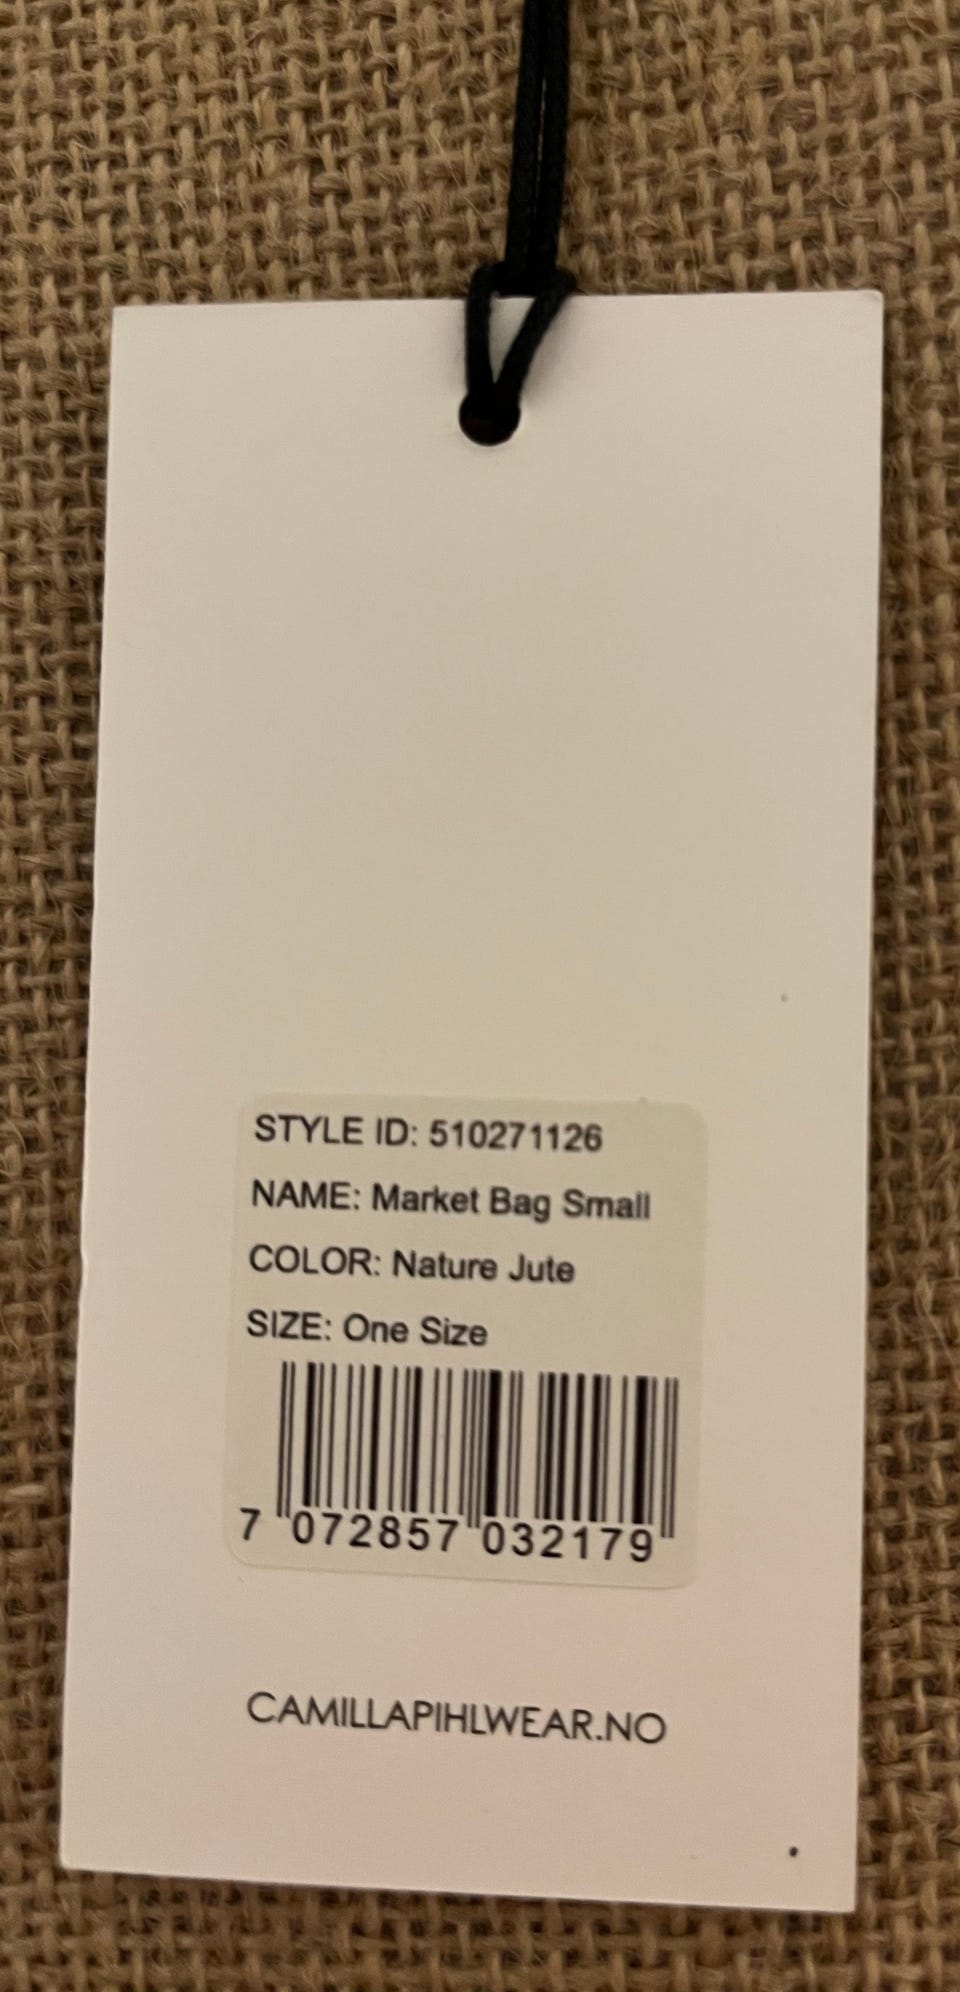 STYLE ID: 510271126
NAME: Market Bag Small
COLOR: Nature Jute
SIZE: One Size
7 072857 032179
CAMILLAPIHLWEAR.NO